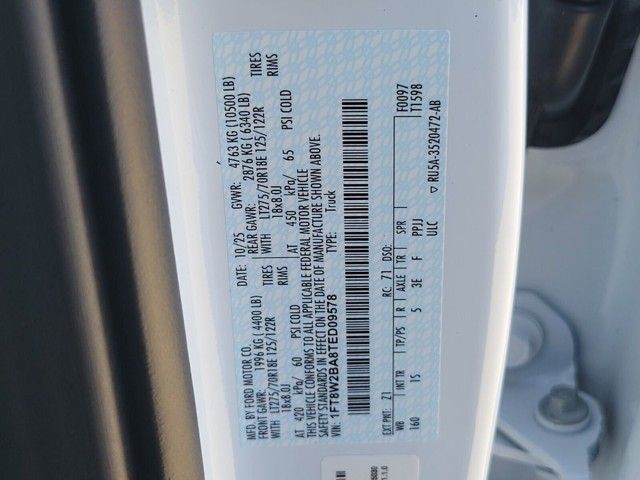 MFD. BY FORD MOTOR CO.
DATE: 10/25 GVWR: 4763 KG (10500 LB)
FRONT GAWR: 1996 KG (4400 LB) REAR GAWR: 2876 KG (6340 LB)
WITH LT275/70R18E 125/122R TIRES WITH LT275/70R18E 125/122R TIRES
18x8.0J RIMS 18x8.0J RIMS
AT 420 kPa/ 60 PSI COLD AT 450 kPa/ 65 PSI COLD
THIS VEHICLE CONFORMS TO ALL APPLICABLE FEDERAL MOTOR VEHICLE
SAFETY STANDARDS IN EFFECT ON THE DATE OF MANUFACTURE SHOWN ABOVE.
VIN: 1FT8W2BA8TED09578 TYPE: Truck
F0097
T1598
EXT PNT: Z1 RC: 71 DSO:
WB INT TR TP/PS R AXLE TR SPR
160 15 5 3E F PPJJ
ULC
▽ RU5A-3520472-AB